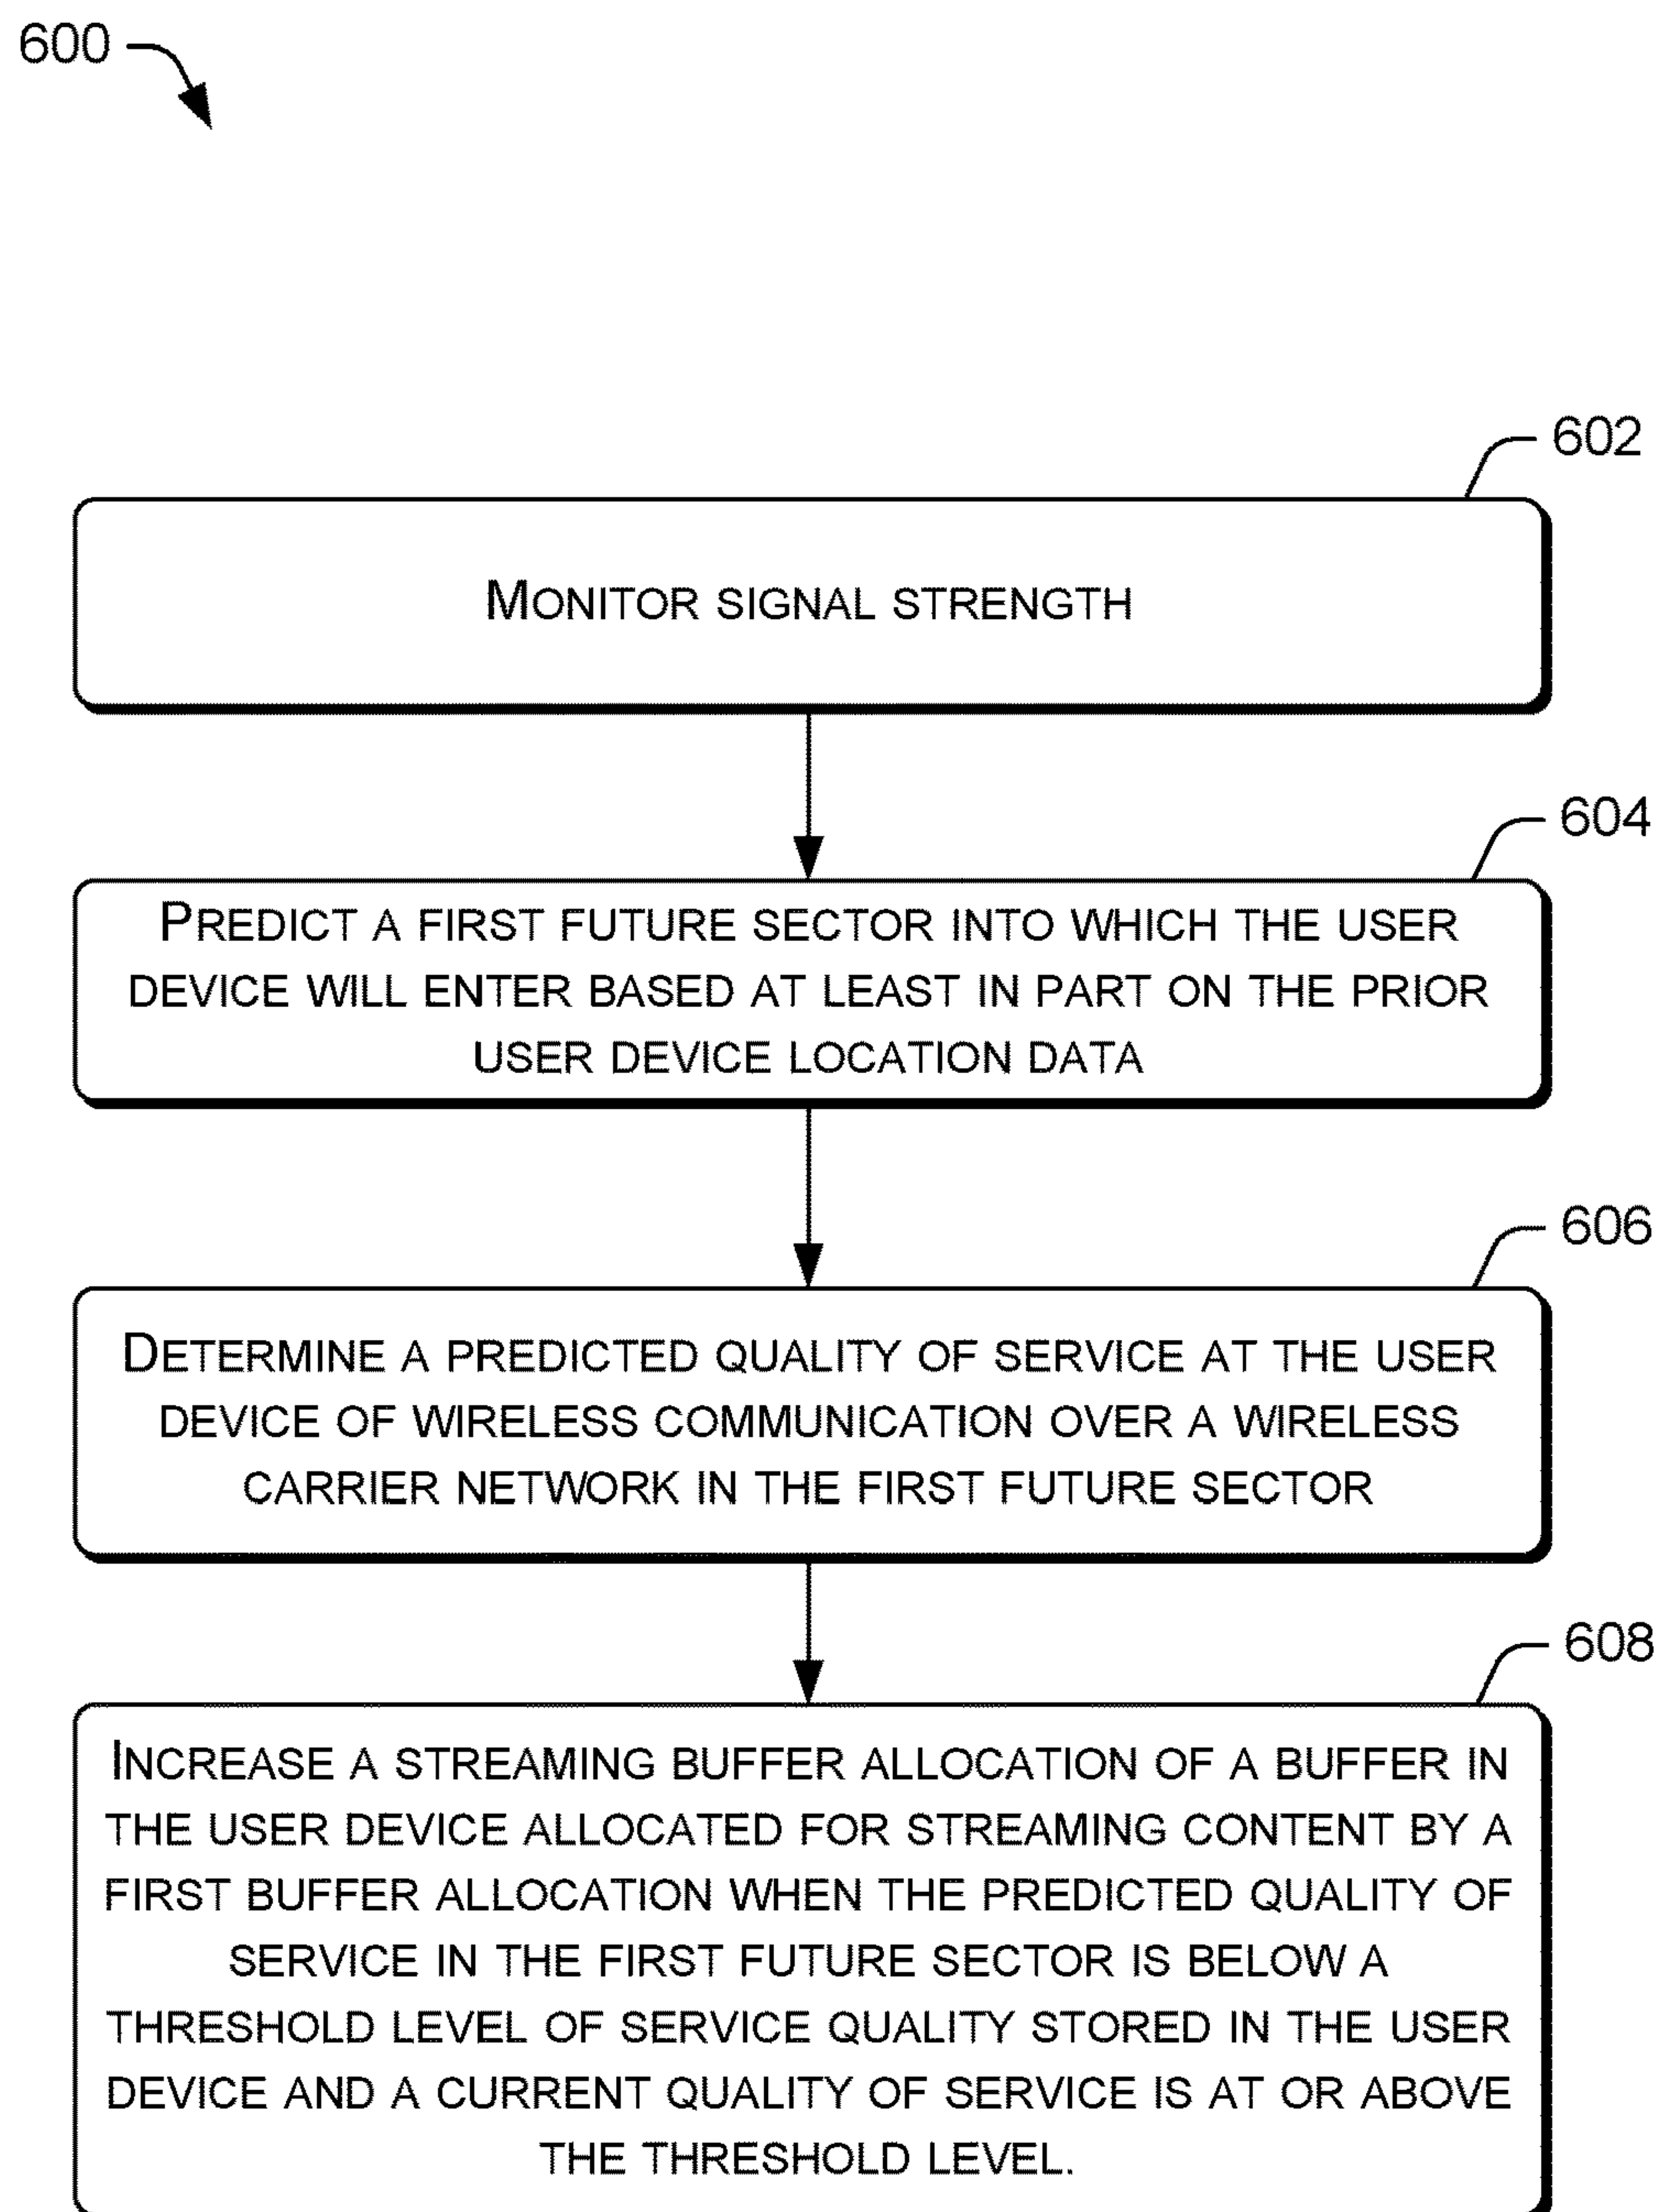 600
602
MONITOR SIGNAL STRENGTH
604
PREDICT A FIRST FUTURE SECTOR INTO WHICH THE USER
DEVICE WILL ENTER BASED AT LEAST IN PART ON THE PRIOR
USER DEVICE LOCATION DATA
606
DETERMINE A PREDICTED QUALITY OF SERVICE AT THE USER
DEVICE OF WIRELESS COMMUNICATION OVER A WIRELESS
CARRIER NETWORK IN THE FIRST FUTURE SECTOR
608
INCREASE A STREAMING BUFFER ALLOCATION OF A BUFFER IN
THE USER DEVICE ALLOCATED FOR STREAMING CONTENT BY A
FIRST BUFFER ALLOCATION WHEN THE PREDICTED QUALITY OF
SERVICE IN THE FIRST FUTURE SECTOR IS BELOW A
THRESHOLD LEVEL OF SERVICE QUALITY STORED IN THE USER
DEVICE AND A CURRENT QUALITY OF SERVICE IS AT OR ABOVE
THE THRESHOLD LEVEL.